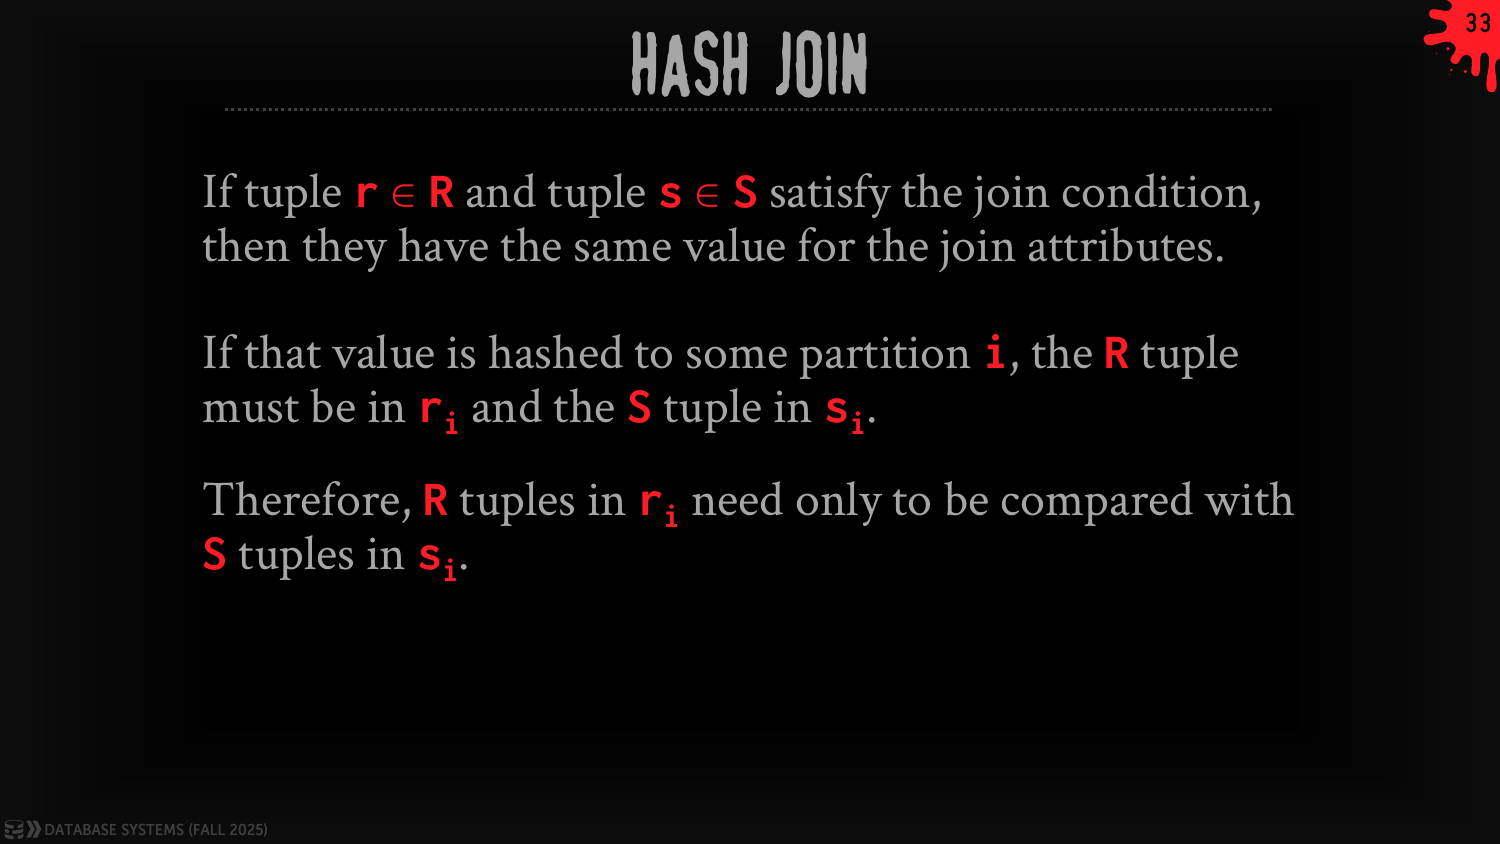 33
HASH JOIN
If tuple r ∈ R and tuple s ∈ S satisfy the join condition,
then they have the same value for the join attributes.
If that value is hashed to some partition i, the R tuple
must be in rᵢ and the S tuple in sᵢ.
Therefore, R tuples in rᵢ need only to be compared with
S tuples in sᵢ.
DATABASE SYSTEMS (FALL 2025)